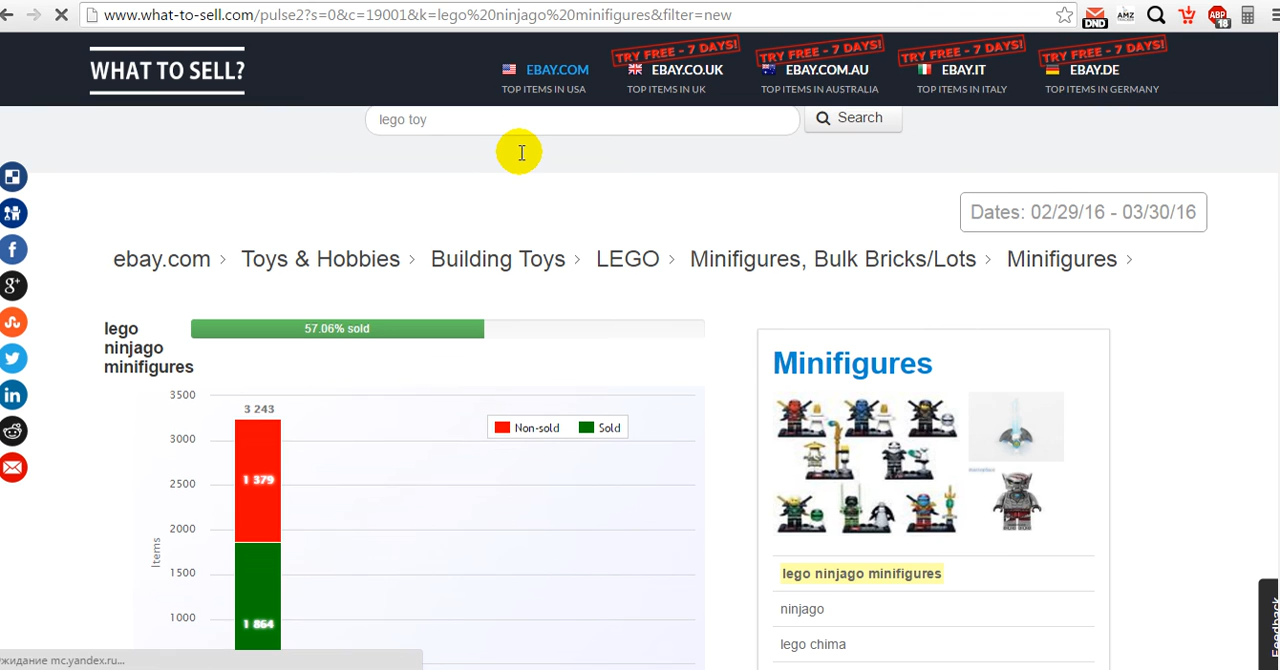 www.what-to-sell.com/pulse2?s=0&c=19001&k=lego%20ninjago%20minifigures&filter=new
DND
AMZ
ABP
18
WHAT TO SELL?
TRY FREE - 7 DAYS!
TRY FREE - 7 DAYS!
TRY FREE - 7 DAYS!
TRY FREE - 7 DAYS!
EBAY.COM
EBAY.CO.UK
EBAY.COM.AU
EBAY.IT
EBAY.DE
TOP ITEMS IN USA
TOP ITEMS IN UK
TOP ITEMS IN AUSTRALIA
TOP ITEMS IN ITALY
TOP ITEMS IN GERMANY
lego toy
Search
Dates: 02/29/16 - 03/30/16
ebay.com > Toys & Hobbies > Building Toys > LEGO > Minifigures, Bulk Bricks/Lots > Minifigures >
lego
ninjago
minifigures
57.06% sold
3500
3000
2500
2000
1500
1000
Items
3 243
1 379
1 864
Non-sold
Sold
Minifigures
lego ninjago minifigures
ninjago
lego chima
Feedback
жидание mc.yandex.ru...